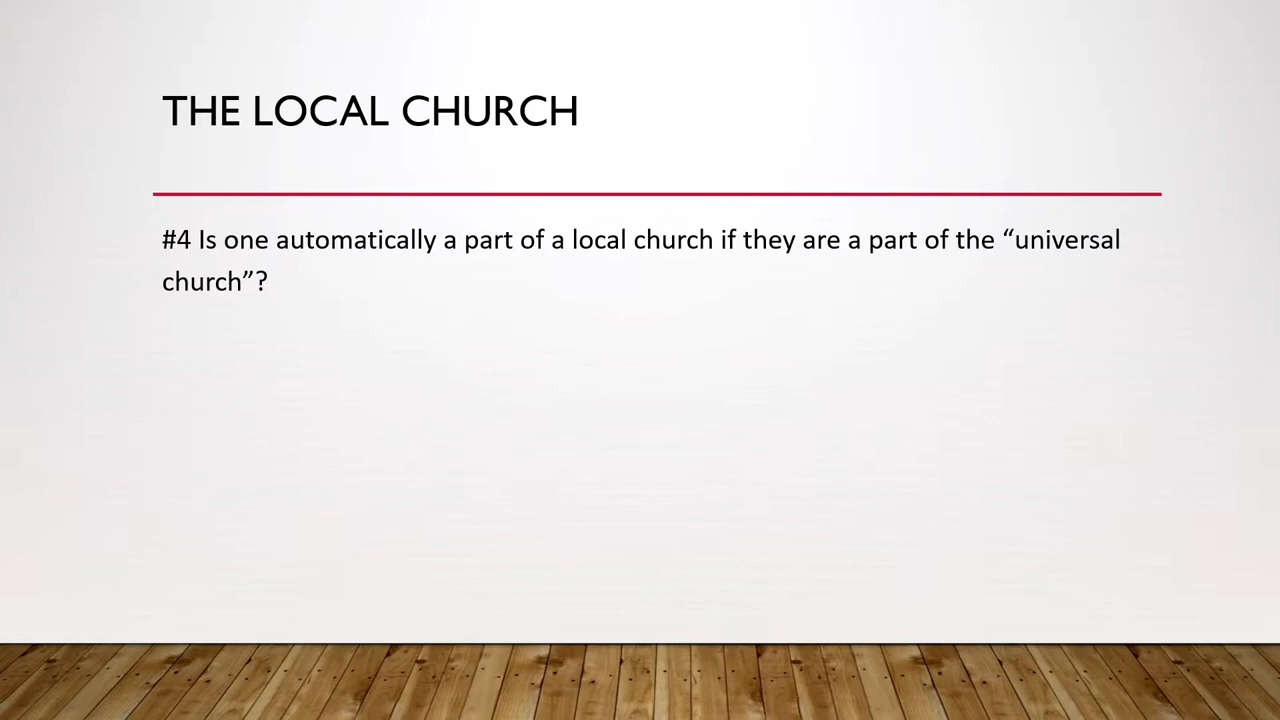 THE LOCAL CHURCH
#4 Is one automatically a part of a local church if they are a part of the “universal
church”?